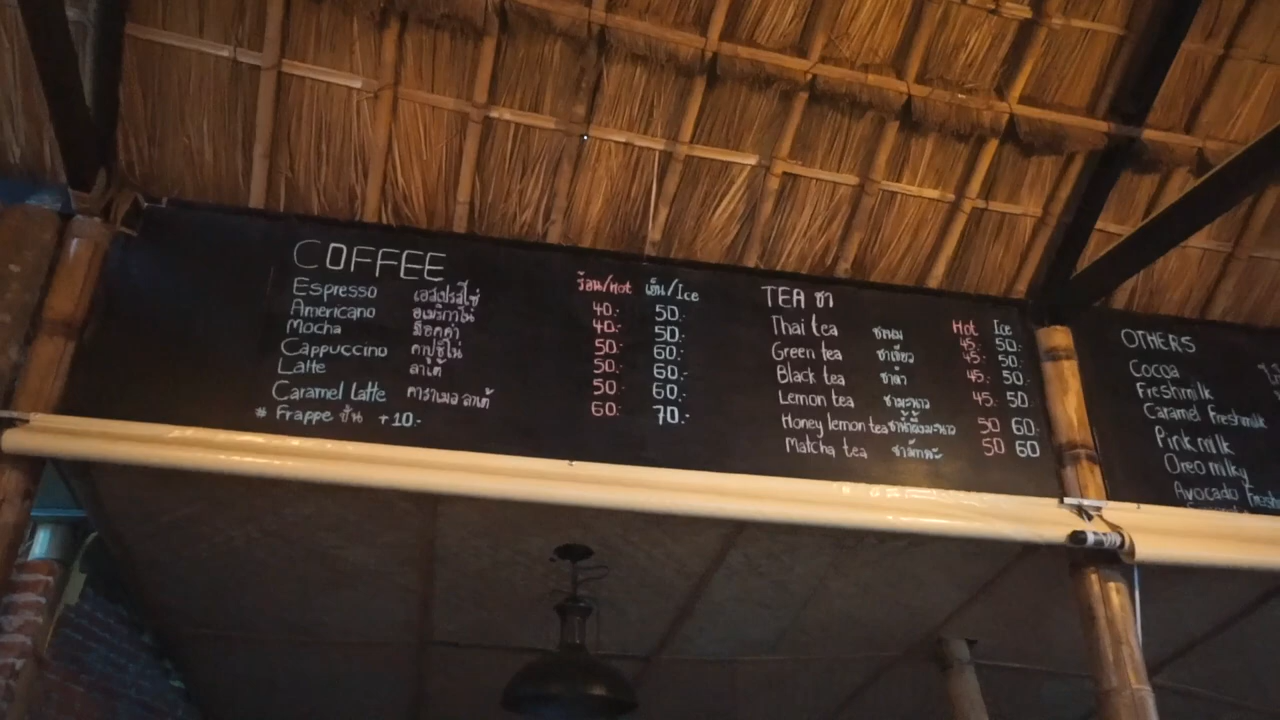 COFFEE ร้อน/Hot เย็น/Ice
Espresso เอสเปรสโซ่ 40.- 50.-
Americano อเมริกาโน่ 40.- 50.-
Mocha ม็อคค่า 50.- 60.-
Cappuccino คาปูชิโน่ 50.- 60.-
Latte ลาเต้ 50.- 60.-
Caramel latte คาราเมล ลาเต้ 60.- 70.-
* Frappe ปั่น +10.-
TEA ชา Hot Ice
Thai tea ชานม 45.- 50.-
Green tea ชาเขียว 45.- 50.-
Black tea ชาดำ 45.- 50.-
Lemon tea ชามะนาว 45.- 50.
Honey lemon tea ชาน้ำผึ้งมะนาว 50 60.-
Matcha tea ชามัทฉะ 50 60
OTHERS
Cocoa
Freshmilk
Caramel Freshmilk
Pink milk
Oreo milky
Avocado